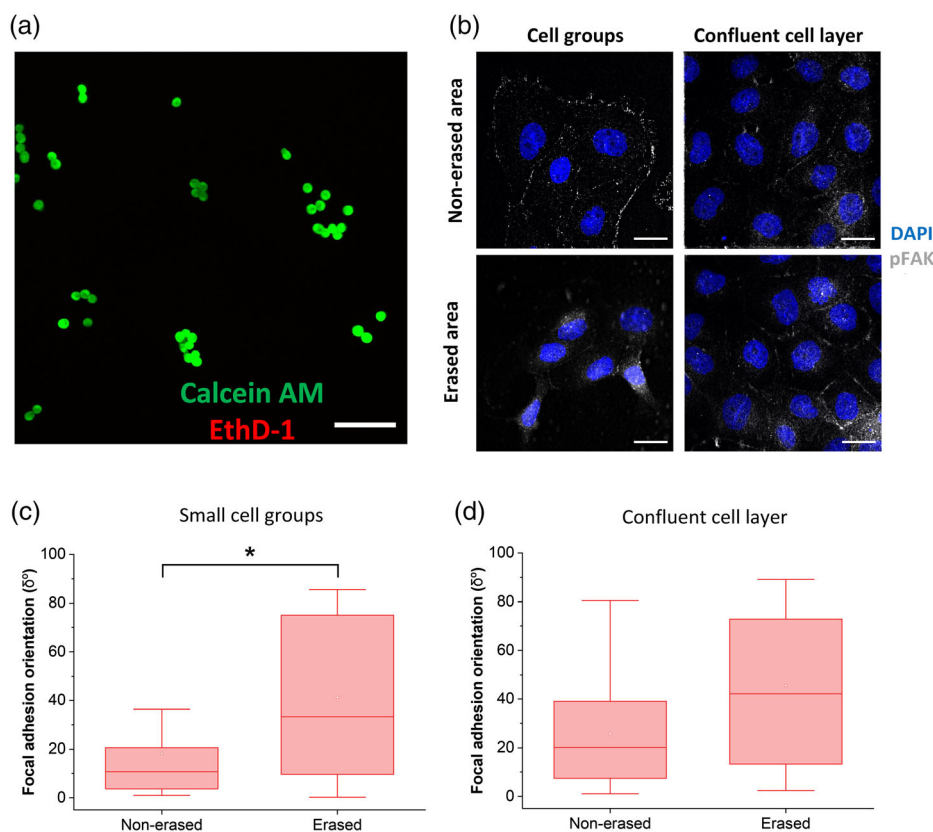 (a)
Calcein AM
EthD-1
(b)
Cell groups
Confluent cell layer
Non-erased area
Erased area
DAPI
pFAK
(c)
Small cell groups
*
Focal adhesion orientation (δº)
100
80
60
40
20
0
Non-erased
Erased
(d)
Confluent cell layer
Focal adhesion orientation (δº)
100
80
60
40
20
0
Non-erased
Erased